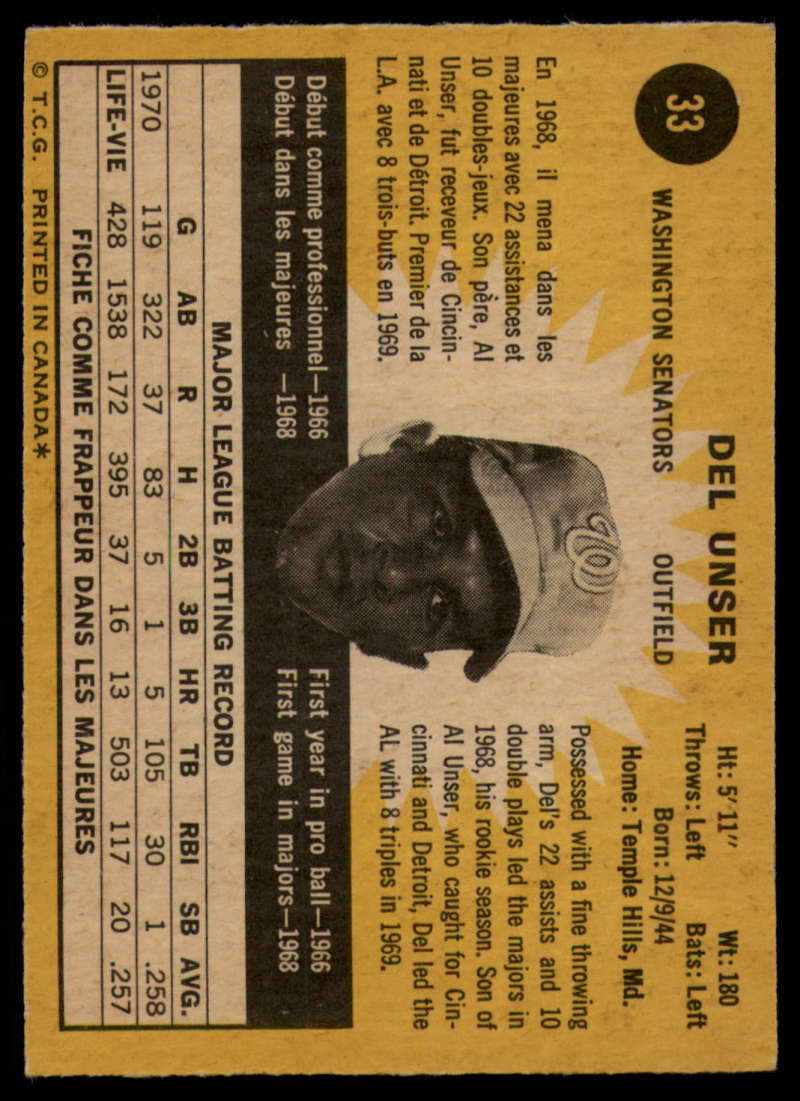 33
DEL UNSER
WASHINGTON SENATORS OUTFIELD
Ht: 5'11" Wt: 180
Throws: Left Bats: Left
Born: 12/9/44
Home: Temple Hills, Md.
En 1968, il mena dans les
majeures avec 22 assistances et
10 doubles-jeux. Son père, Al
Unser, fut receveur de Cincin-
nati et de Détroit. Premier de la
L.A. avec 8 trois-buts en 1969.
W
Possessed with a fine throwing
arm, Del's 22 assists and 10
double plays led the majors in
1968, his rookie season. Son of
Al Unser, who caught for Cin-
cinnati and Detroit, Del led the
AL with 8 triples in 1969.
Début comme professionnel—1966
Début dans les majeures —1968
First year in pro ball—1966
First game in majors—1968
MAJOR LEAGUE BATTING RECORD
G AB R H 2B 3B HR TB RBI SB AVG.
1970 119 322 37 83 5 1 5 105 30 1 .258
LIFE-VIE 428 1538 172 395 37 16 13 503 117 20 .257
FICHE COMME FRAPPEUR DANS LES MAJEURES
© T.C.G. PRINTED IN CANADA*